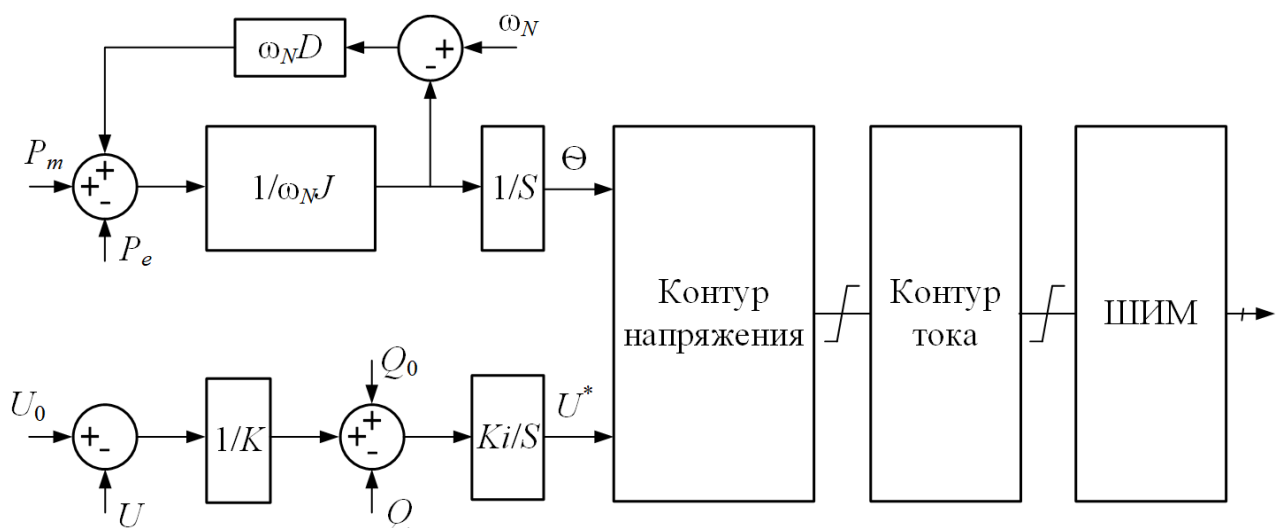 ω_N D
ω_N
+
-
P_m
+
+
-
P_e
1/ω_N J
1/S
Θ
Контур
напряжения
Контур
тока
ШИМ
U_0
+
-
U
1/K
Q_0
+
+
-
Q
Ki/S
U^*